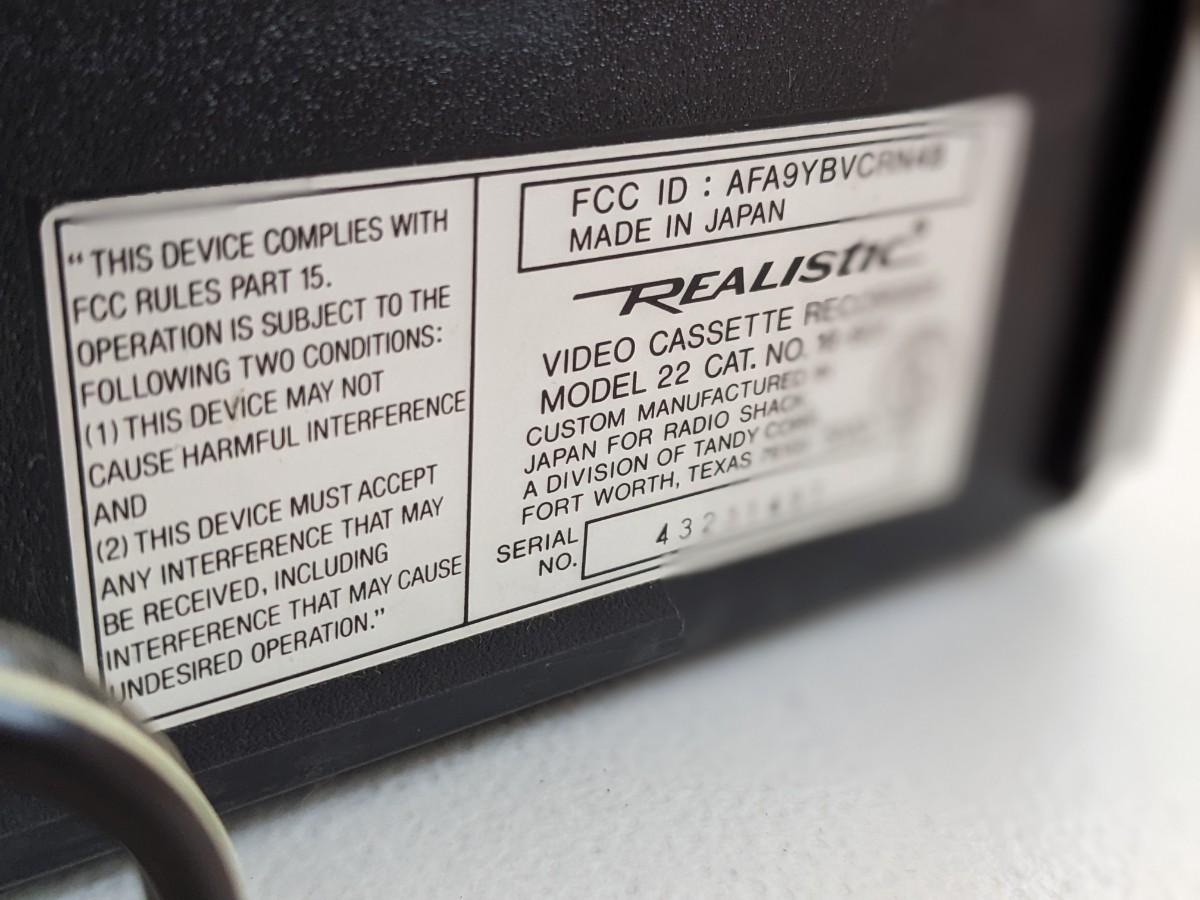 “ THIS DEVICE COMPLIES WITH
FCC RULES PART 15.
OPERATION IS SUBJECT TO THE
FOLLOWING TWO CONDITIONS:
(1) THIS DEVICE MAY NOT
CAUSE HARMFUL INTERFERENCE
AND
(2) THIS DEVICE MUST ACCEPT
ANY INTERFERENCE THAT MAY
BE RECEIVED, INCLUDING
INTERFERENCE THAT MAY CAUSE
UNDESIRED OPERATION.”
FCC ID : AFA9YBVCRN4B
MADE IN JAPAN
REALISTIC
VIDEO CASSETTE
MODEL 22 CAT. NO.
CUSTOM MANUFACTURED IN
JAPAN FOR RADIO SHACK
A DIVISION OF TANDY CORP.
FORT WORTH, TEXAS
SERIAL
NO.